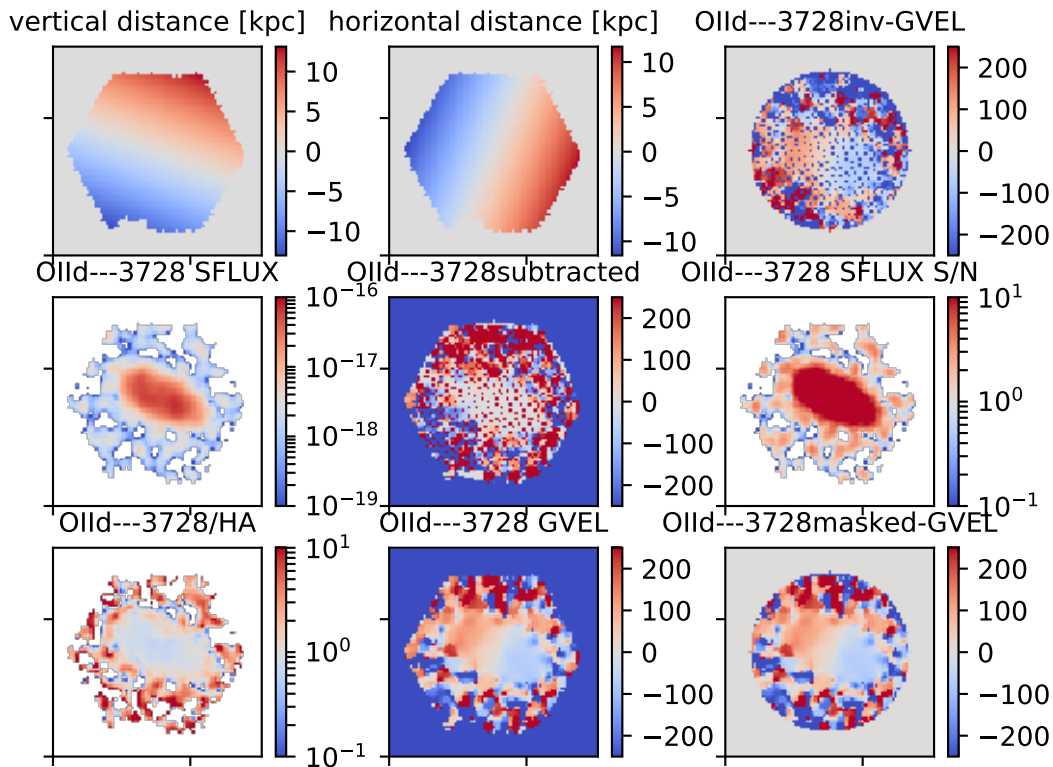 vertical distance [kpc] horizontal distance [kpc] OIId---3728inv-GVEL
10 10 200
5 5 100
0 0 0
−5 −5 −100
−10 −10 −200
OIId---3728 SFLUX OIId---3728subtracted OIId---3728 SFLUX S/N
10^−16 200 10^1
10^−17 100
0 10^0
10^−18 −100
10^−19 −200 10^−1
OIId---3728/HA OIId---3728 GVEL OIId---3728masked-GVEL
10^1 200 200
100 100
10^0 0 0
−100 −100
10^−1 −200 −200